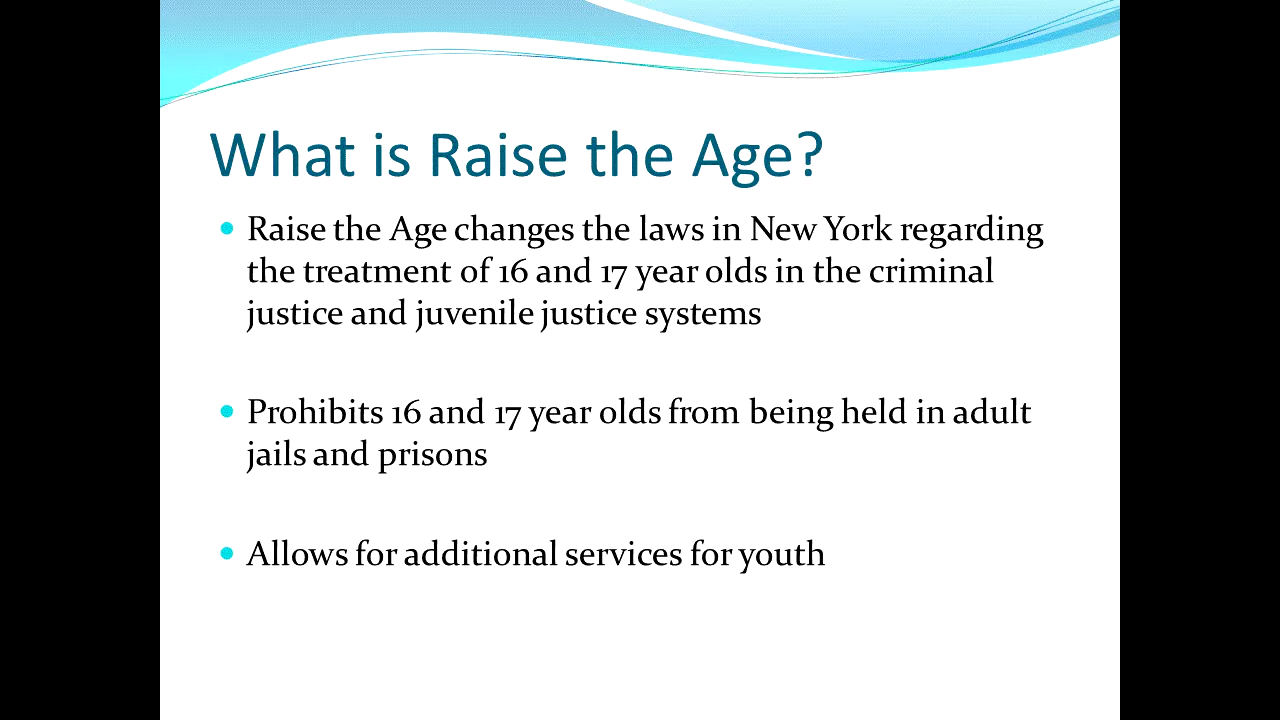 What is Raise the Age?
• Raise the Age changes the laws in New York regarding
the treatment of 16 and 17 year olds in the criminal
justice and juvenile justice systems
• Prohibits 16 and 17 year olds from being held in adult
jails and prisons
• Allows for additional services for youth